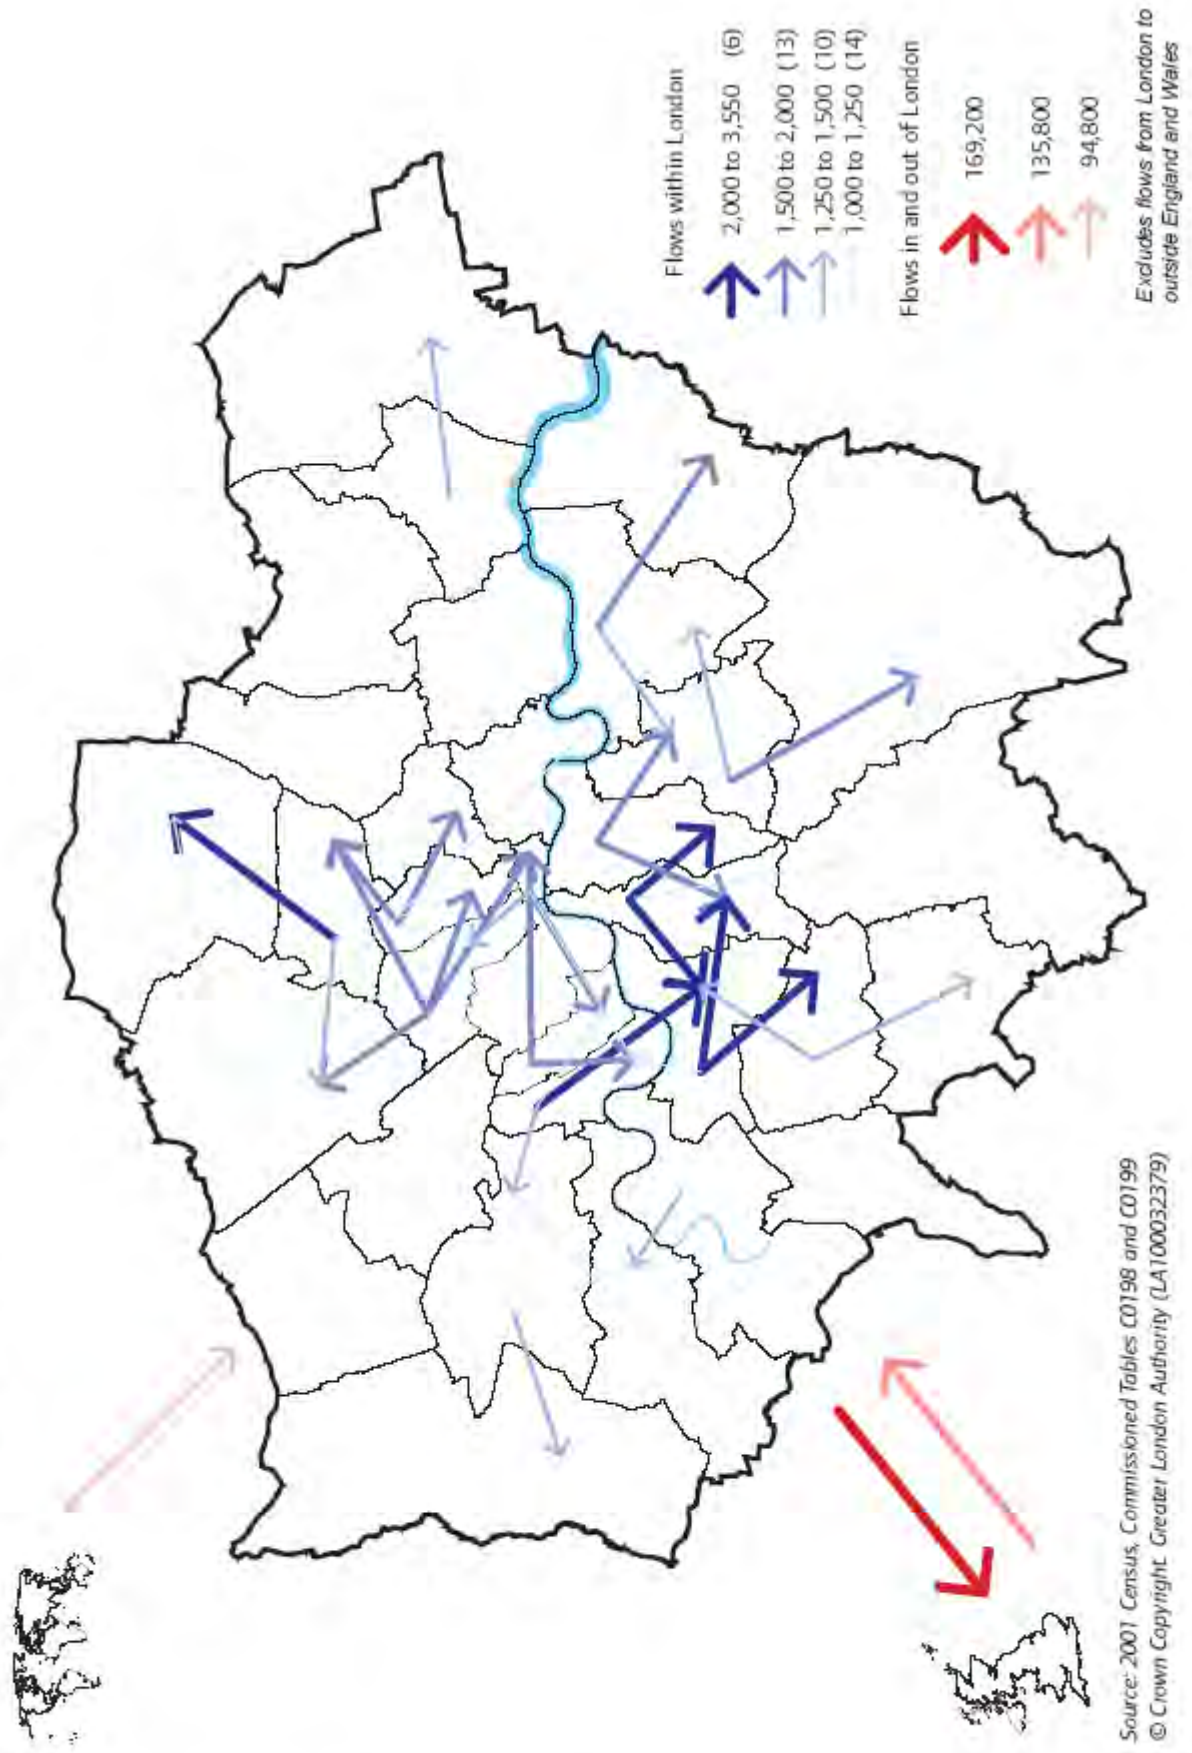 Flows within London
2,000 to 3,550 (6)
1,500 to 2,000 (13)
1,250 to 1,500 (10)
1,000 to 1,250 (14)
Flows in and out of London
169,200
135,800
94,800
Excludes flows from London to
outside England and Wales
Source: 2001 Census, Commissioned Tables C0198 and C0199
© Crown Copyright. Greater London Authority (LA100032379)